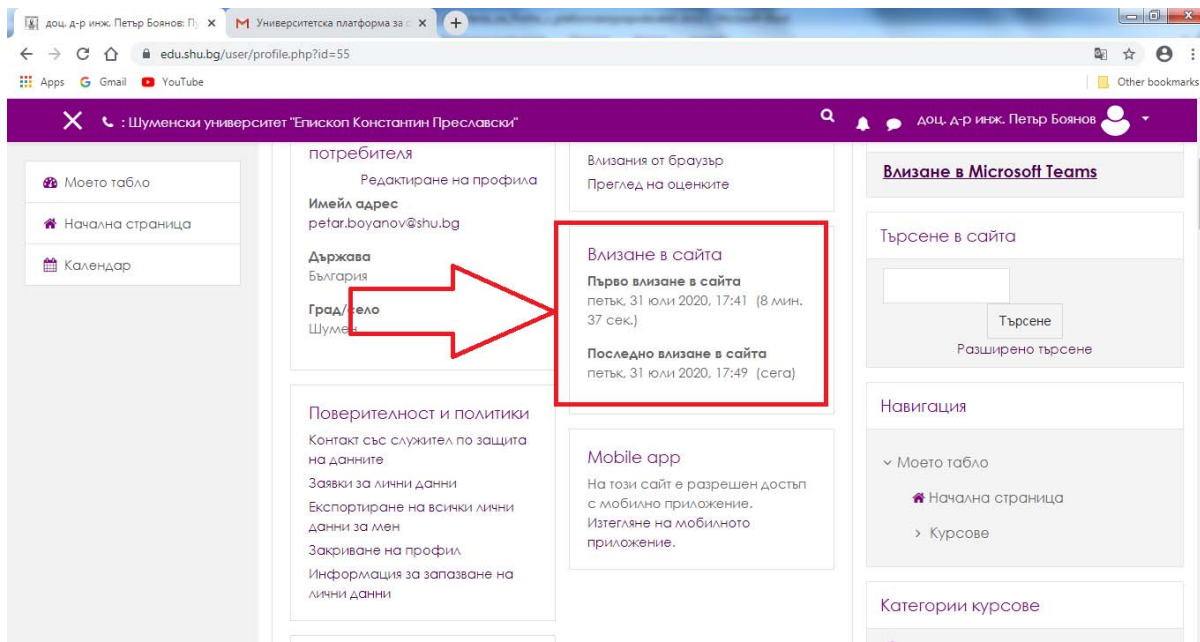 доц. д-р инж. Петър Боянов: П
Университетска платформа за с
edu.shu.bg/user/profile.php?id=55
Apps
Gmail
YouTube
Other bookmarks
: Шуменски университет "Епископ Константин Преславски"
доц. д-р инж. Петър Боянов
Моето табло
Начална страница
Календар
потребителя
Редактиране на профила
Имейл адрес
petar.boyanov@shu.bg
Държава
България
Град/село
Шумен
Поверителност и политики
Контакт със служител по защита
на данните
Заявки за лични данни
Експортиране на всички лични
данни за мен
Закриване на профил
Информация за запазване на
лични данни
Влизания от браузър
Преглед на оценките
Влизане в сайта
Първо влизане в сайта
петък, 31 юли 2020, 17:41 (8 мин.
37 сек.)
Последно влизане в сайта
петък, 31 юли 2020, 17:49 (сега)
Mobile app
На този сайт е разрешен достъп
с мобилно приложение.
Изтегляне на мобилното
приложение.
Влизане в Microsoft Teams
Търсене в сайта
Търсене
Разширено търсене
Навигация
Моето табло
Начална страница
Курсове
Категории курсове